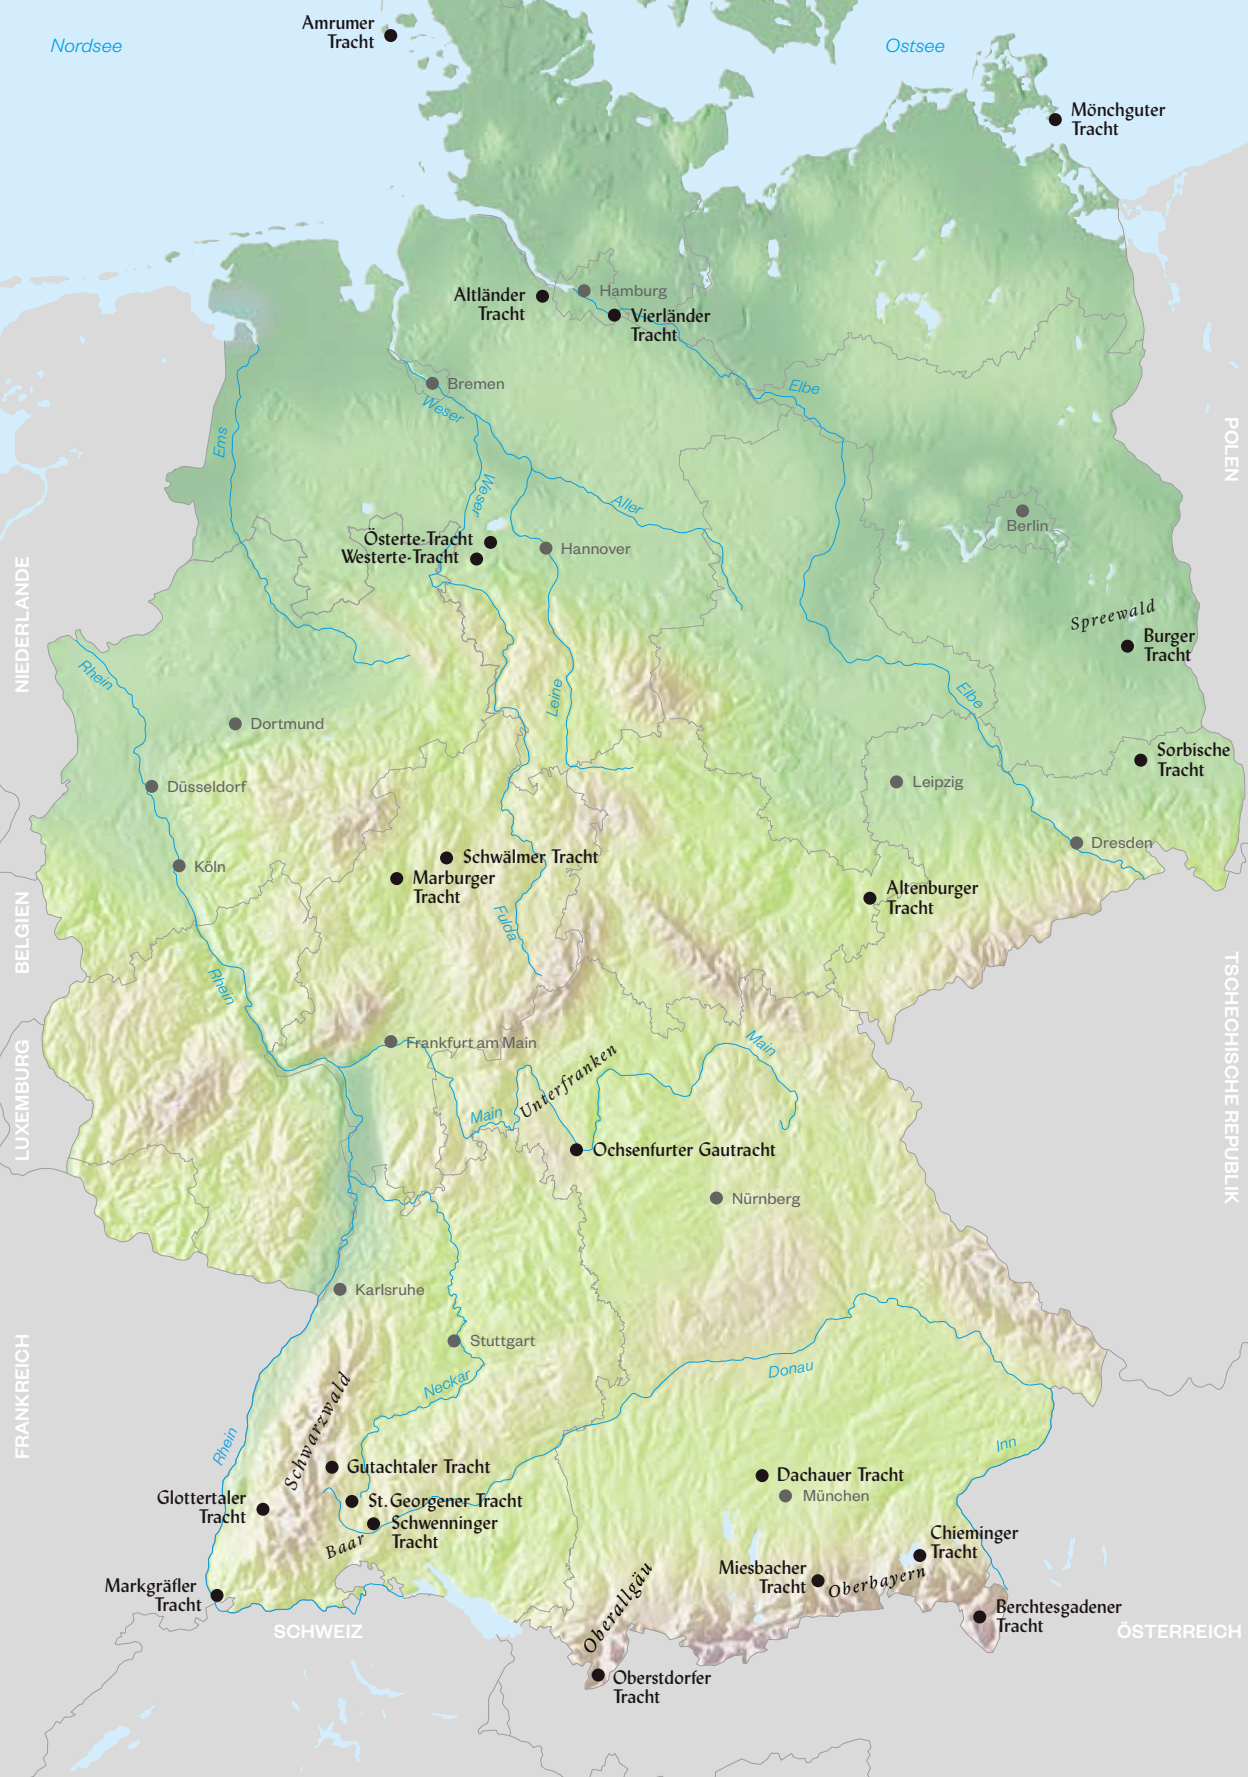 Amrumer
Tracht
Nordsee
Ostsee
Mönchguter
Tracht
Altländer
Tracht
Hamburg
Vierländer
Tracht
Bremen
Weser
Elbe
Ems
Weser
Aller
POLEN
Berlin
Österte-Tracht
Westerte-Tracht
Hannover
NIEDERLANDE
Spreewald
Burger
Tracht
Rhein
Leine
Elbe
Dortmund
Düsseldorf
Leipzig
Sorbische
Tracht
Dresden
Köln
Schwälmer Tracht
Marburger
Tracht
Altenburger
Tracht
BELGIEN
Fulda
Rhein
TSCHECHISCHE REPUBLIK
LUXEMBURG
Frankfurt am Main
Main
Unterfranken
Main
Ochsenfurter Gautracht
Nürnberg
Karlsruhe
Stuttgart
Neckar
Donau
FRANKREICH
Schwarzwald
Rhein
Inn
Gutachtaler Tracht
Dachauer Tracht
München
Glottertaler
Tracht
St. Georgener Tracht
Schwenninger
Tracht
Baar
Chieminger
Tracht
Miesbacher
Tracht
Oberbayern
Markgräfler
Tracht
Oberallgäu
Berchtesgadener
Tracht
SCHWEIZ
ÖSTERREICH
Oberstdorfer
Tracht